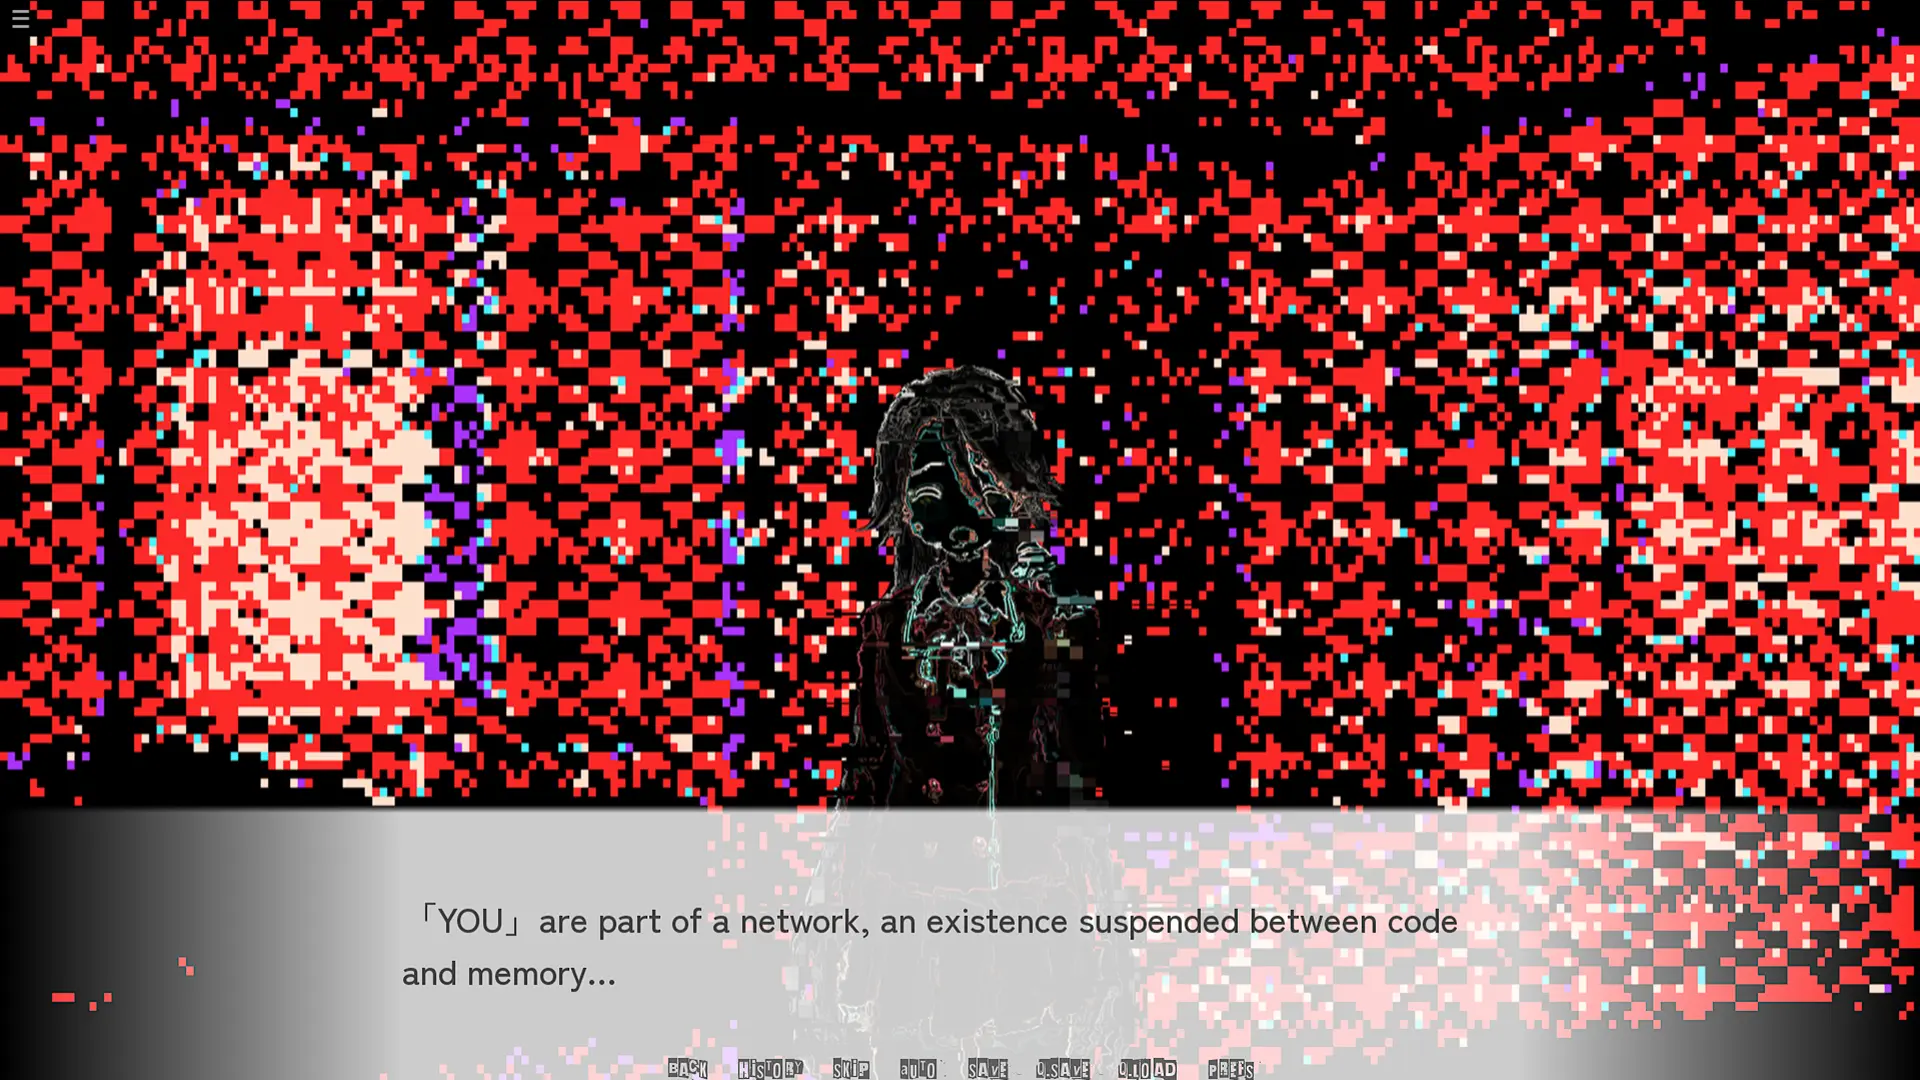 「YOU」 are part of a network, an existence suspended between code
and memory...
BACK HISTORY SKIP AUTO SAVE Q.SAVE Q.LOAD PREFS